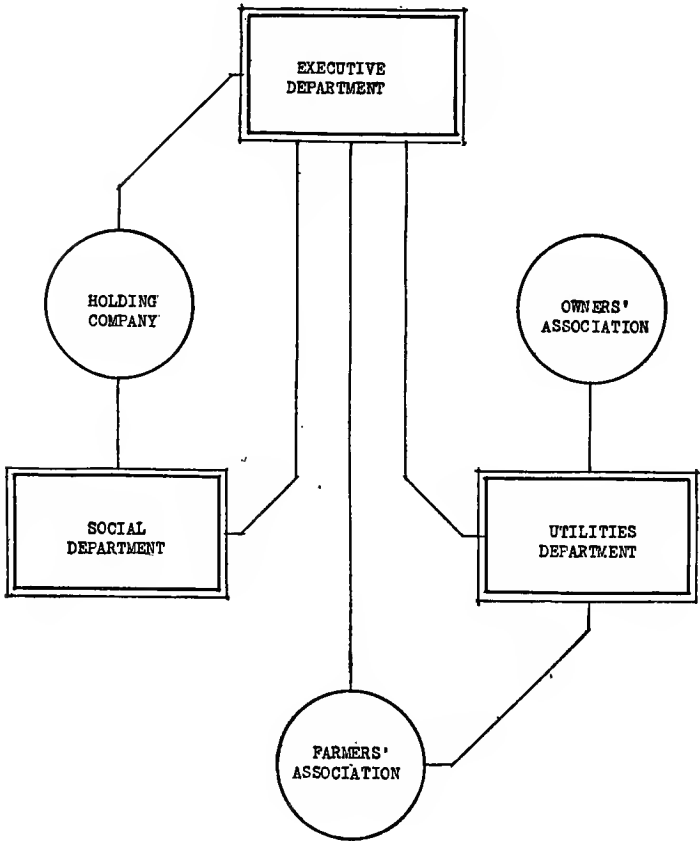 EXECUTIVE
DEPARTMENT
HOLDING
COMPANY
OWNERS'
ASSOCIATION
SOCIAL
DEPARTMENT
UTILITIES
DEPARTMENT
FARMERS'
ASSOCIATION